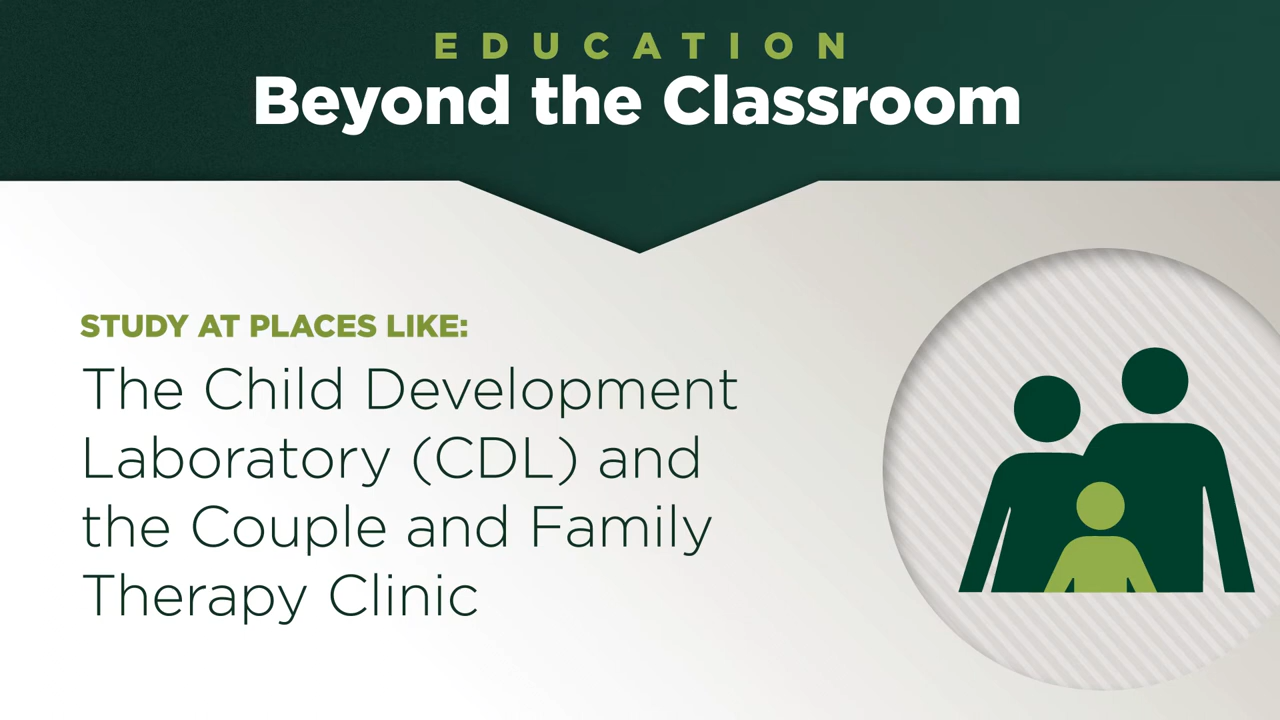 EDUCATION
Beyond the Classroom
STUDY AT PLACES LIKE:
The Child Development
Laboratory (CDL) and
the Couple and Family
Therapy Clinic